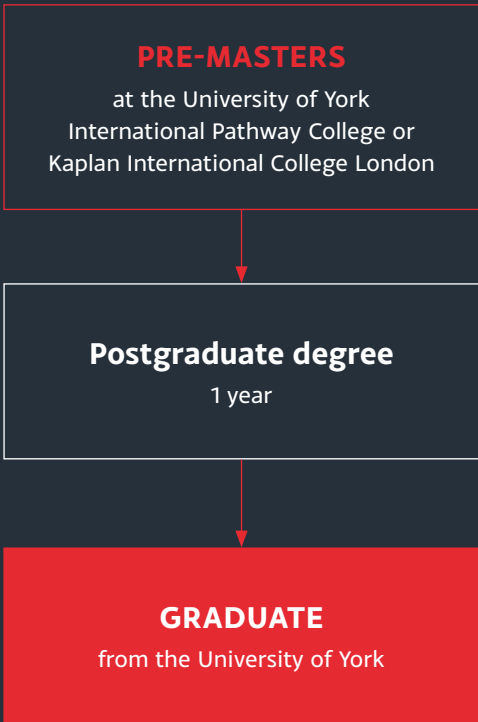 PRE-MASTERS
at the University of York
International Pathway College or
Kaplan International College London
Postgraduate degree
1 year
GRADUATE
from the University of York